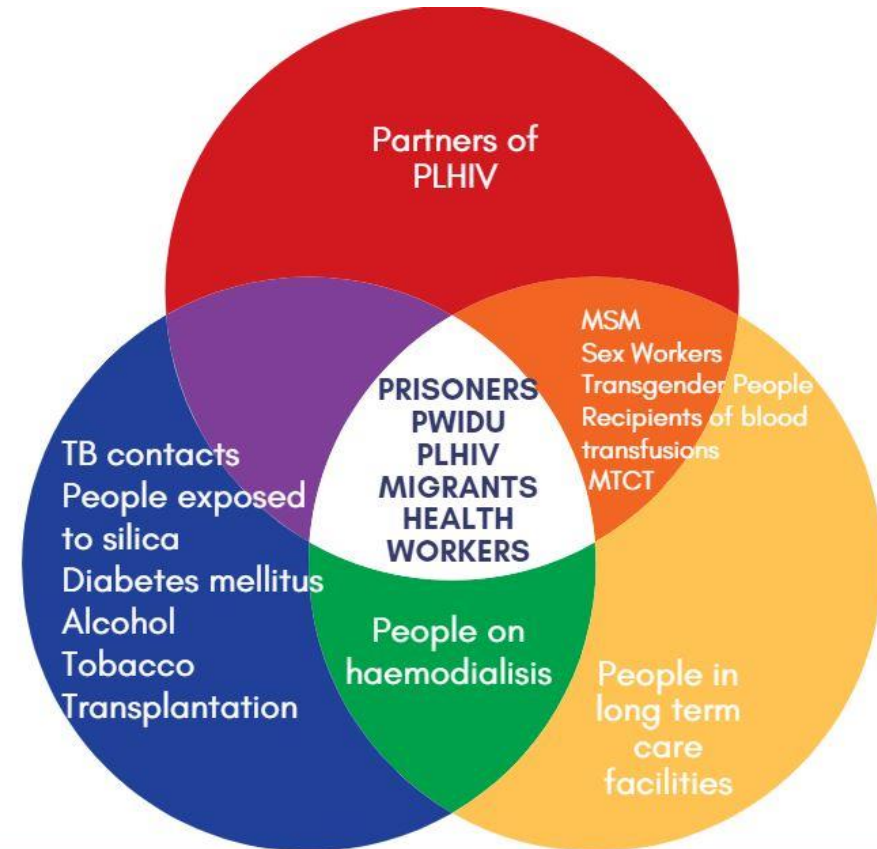 Partners of
PLHIV
MSM
Sex Workers
Transgender People
Recipients of blood
transfusions
MTCT
PRISONERS
PWIDU
PLHIV
MIGRANTS
HEALTH
WORKERS
TB contacts
People exposed
to silica
Diabetes mellitus
Alcohol
Tobacco
Transplantation
People on
haemodialisis
People in
long term
care
facilities